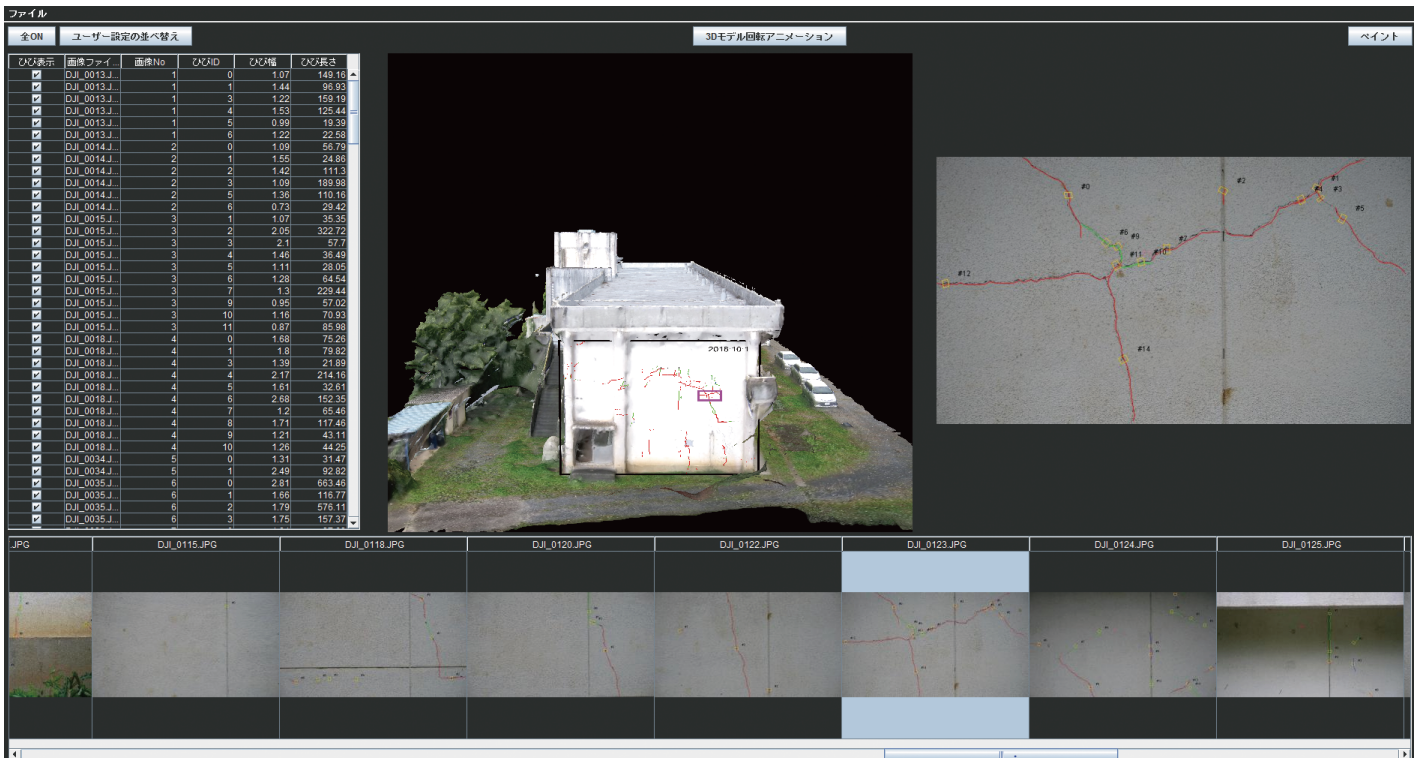 ファイル
全ON ユーザー設定の並べ替え 3Dモデル回転アニメーション ペイント
ひび表示 画像ファイ... 画像No ひびID ひび幅 ひび長さ
DJI_0013.J... 1 0 1.07 149.16
DJI_0013.J... 1 1 1.44 96.93
DJI_0013.J... 1 3 1.22 159.19
DJI_0013.J... 1 4 1.53 125.44
DJI_0013.J... 1 5 0.99 19.39
DJI_0013.J... 1 6 1.22 22.58
DJI_0014.J... 2 0 1.09 56.79
DJI_0014.J... 2 1 1.55 24.86
DJI_0014.J... 2 2 1.42 111.3
DJI_0014.J... 2 3 1.09 189.98
DJI_0014.J... 2 5 1.36 110.16
DJI_0014.J... 2 6 0.73 29.42
DJI_0015.J... 3 1 1.07 35.35
DJI_0015.J... 3 2 2.05 322.72
DJI_0015.J... 3 3 2.1 57.7
DJI_0015.J... 3 4 1.46 36.49
DJI_0015.J... 3 5 1.11 28.05
DJI_0015.J... 3 6 1.28 64.54
DJI_0015.J... 3 7 1.3 229.44
DJI_0015.J... 3 9 0.95 57.02
DJI_0015.J... 3 10 1.16 70.93
DJI_0015.J... 3 11 0.87 85.98
DJI_0018.J... 4 0 1.68 75.26
DJI_0018.J... 4 1 1.8 79.82
DJI_0018.J... 4 3 1.39 21.89
DJI_0018.J... 4 4 2.17 214.16
DJI_0018.J... 4 5 1.61 32.61
DJI_0018.J... 4 6 2.68 152.35
DJI_0018.J... 4 7 1.2 65.46
DJI_0018.J... 4 8 1.71 117.46
DJI_0018.J... 4 9 1.21 43.11
DJI_0018.J... 4 10 1.26 44.25
DJI_0034.J... 5 0 1.31 31.47
DJI_0034.J... 5 1 2.49 92.82
DJI_0035.J... 6 0 2.81 663.46
DJI_0035.J... 6 1 1.66 116.77
DJI_0035.J... 6 2 1.79 576.11
DJI_0035.J... 6 3 1.75 157.37
2016-10-1
#1
#0 #2 #4 #3
#5
#6 #9 #2
#11 #10
#12
#14
.JPG DJI_0115.JPG DJI_0118.JPG DJI_0120.JPG DJI_0122.JPG DJI_0123.JPG DJI_0124.JPG DJI_0125.JPG